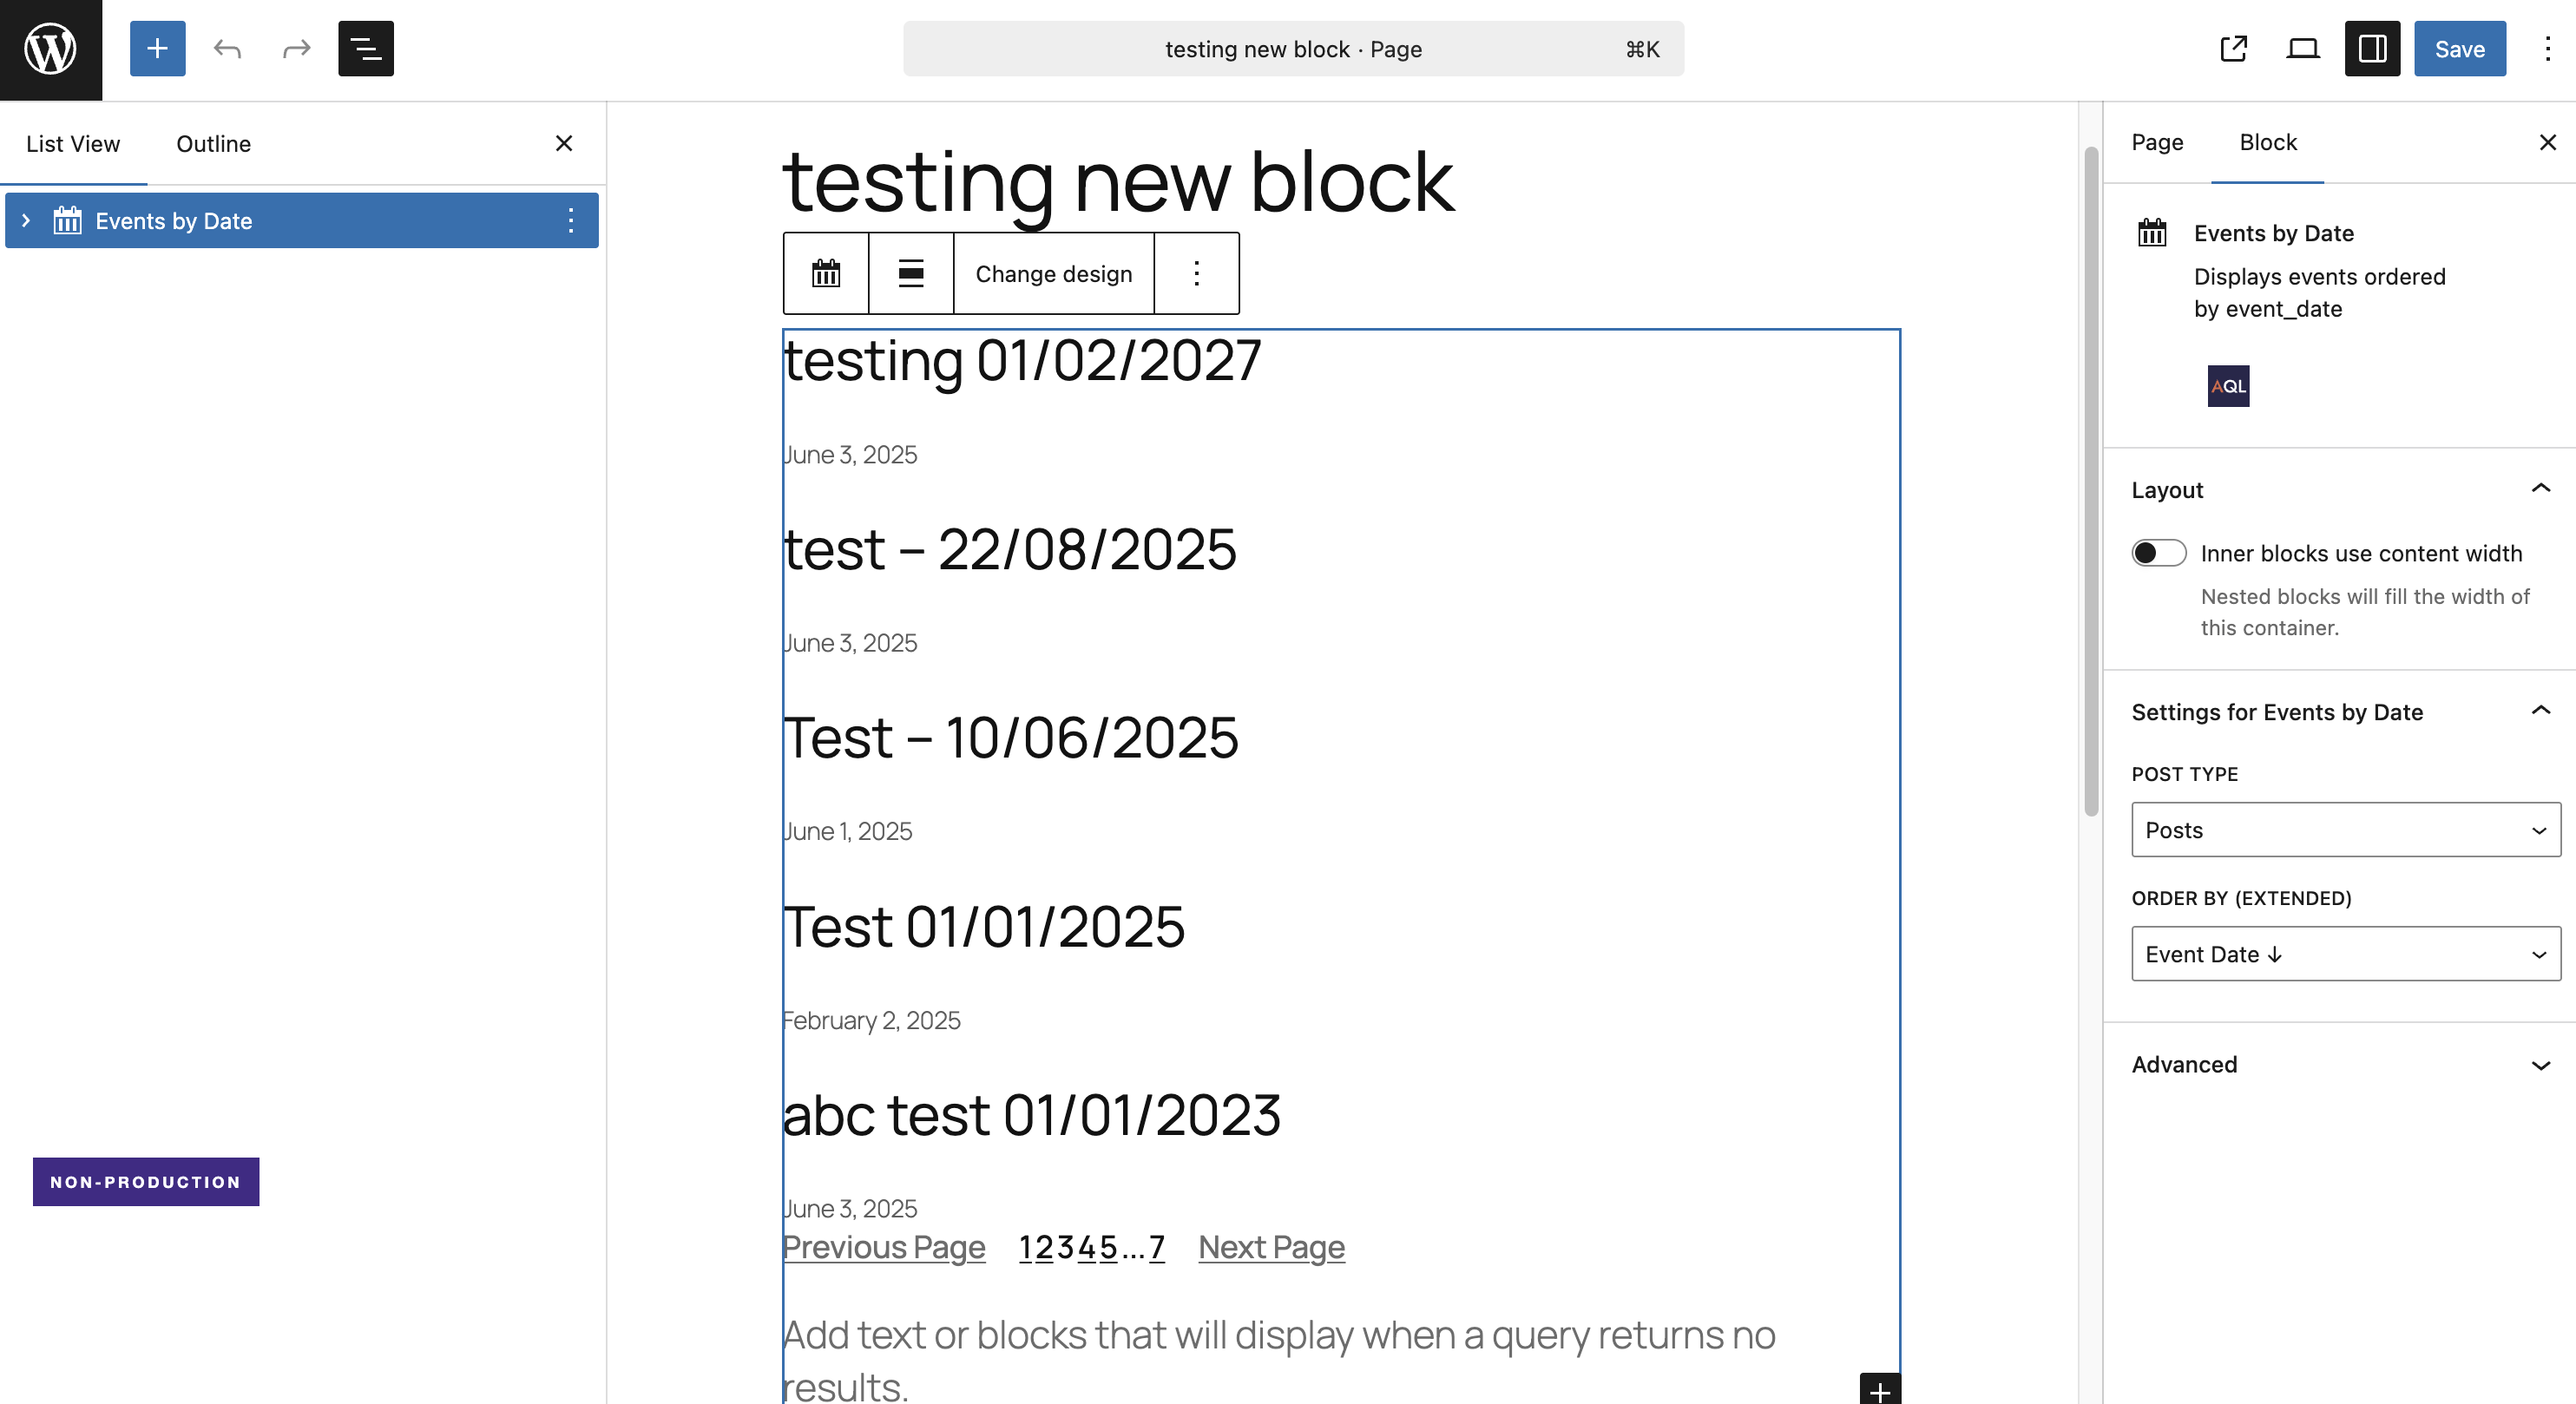 testing new block · Page
⌘K
Save
List View
Outline
Events by Date
NON-PRODUCTION
testing new block
Change design
testing 01/02/2027
June 3, 2025
test – 22/08/2025
June 3, 2025
Test – 10/06/2025
June 1, 2025
Test 01/01/2025
February 2, 2025
abc test 01/01/2023
June 3, 2025
Previous Page 1 2 3 4 5 … 7 Next Page
Add text or blocks that will display when a query returns no
results.
Page
Block
Events by Date
Displays events ordered
by event_date
AQL
Layout
Inner blocks use content width
Nested blocks will fill the width of
this container.
Settings for Events by Date
POST TYPE
Posts
ORDER BY (EXTENDED)
Event Date ↓
Advanced